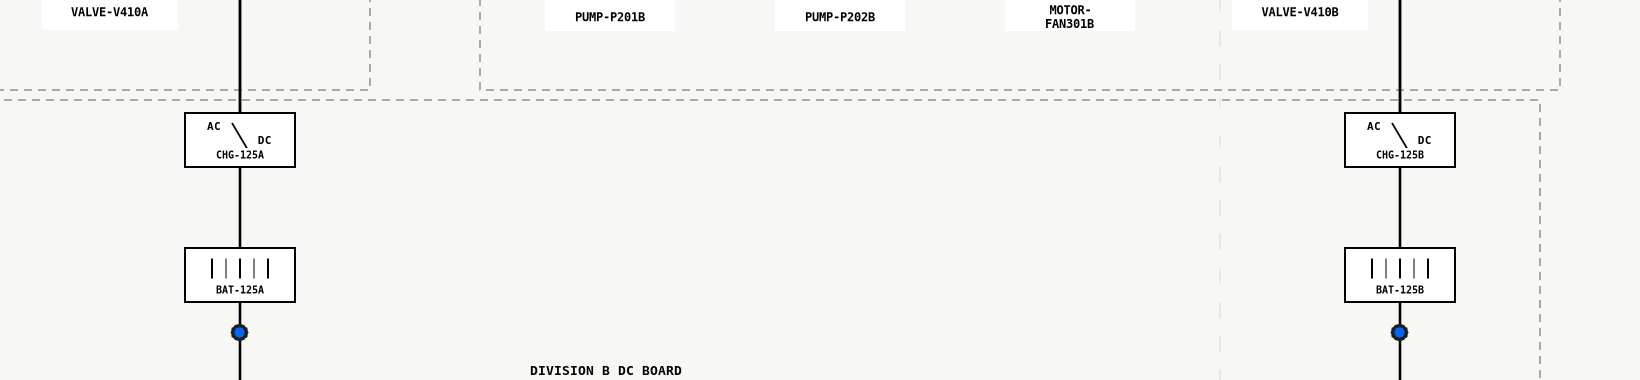 VALVE-V410A
PUMP-P201B
PUMP-P202B
MOTOR-
FAN301B
VALVE-V410B
AC
DC
CHG-125A
AC
DC
CHG-125B
BAT-125A
BAT-125B
DIVISION B DC BOARD